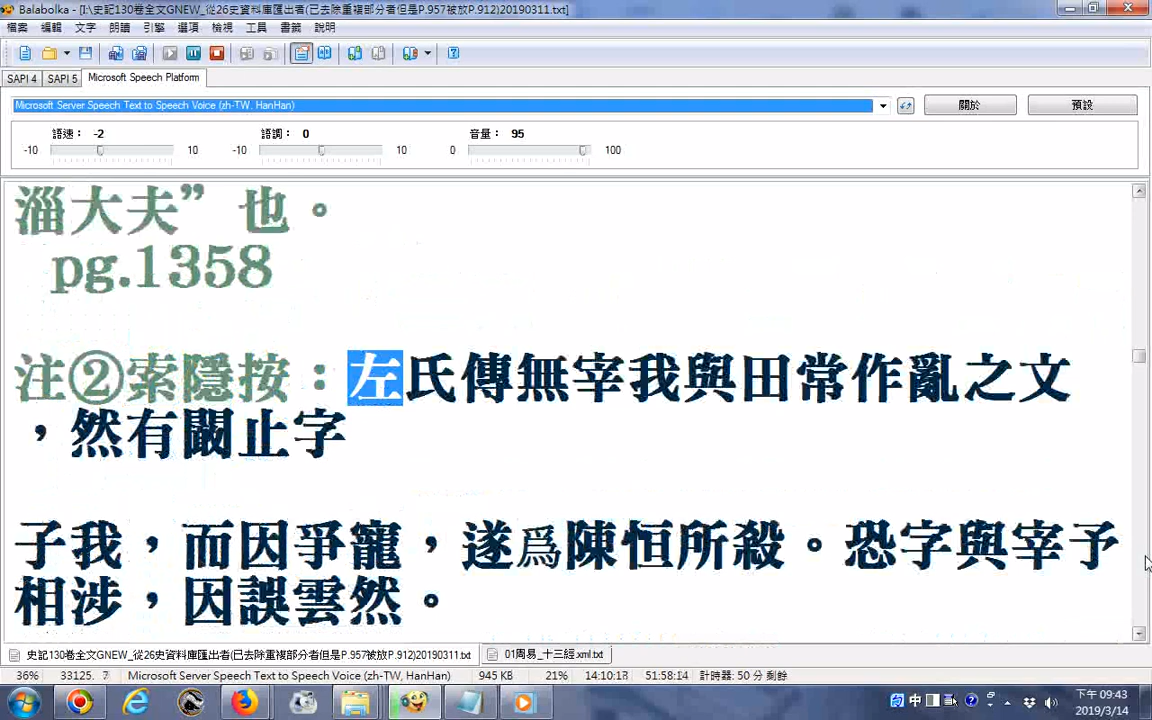 Balabolka - [I:\史記130卷全文GNEW_從26史資料庫匯出者(已去除重複部分者但是P.957被放P.912)20190311.txt]
檔案 編輯 文字 朗讀 引擎 選項 檢視 工具 書籤 說明
SAPI 4 SAPI 5 Microsoft Speech Platform
Microsoft Server Speech Text to Speech Voice (zh-TW, HanHan) 關於 預設
語速： -2 語調： 0 音量： 95
-10 10 -10 10 0 100
淄大夫”也。
pg.1358
注②索隱按：左氏傳無宰我與田常作亂之文
，然有闞止字
子我，而因爭寵，遂爲陳恒所殺。恐字與宰予
相涉，因誤雲然。
史記130卷全文GNEW_從26史資料庫匯出者(已去除重複部分者但是P.957被放P.912)20190311.txt 01周易_十三經.xml.txt
36% 33125: 7 Microsoft Server Speech Text to Speech Voice (zh-TW, HanHan) 945 KB 21% 14:10:18 51:58:14 計時器: 50 分 剩餘
中 下午 09:43
2019/3/14